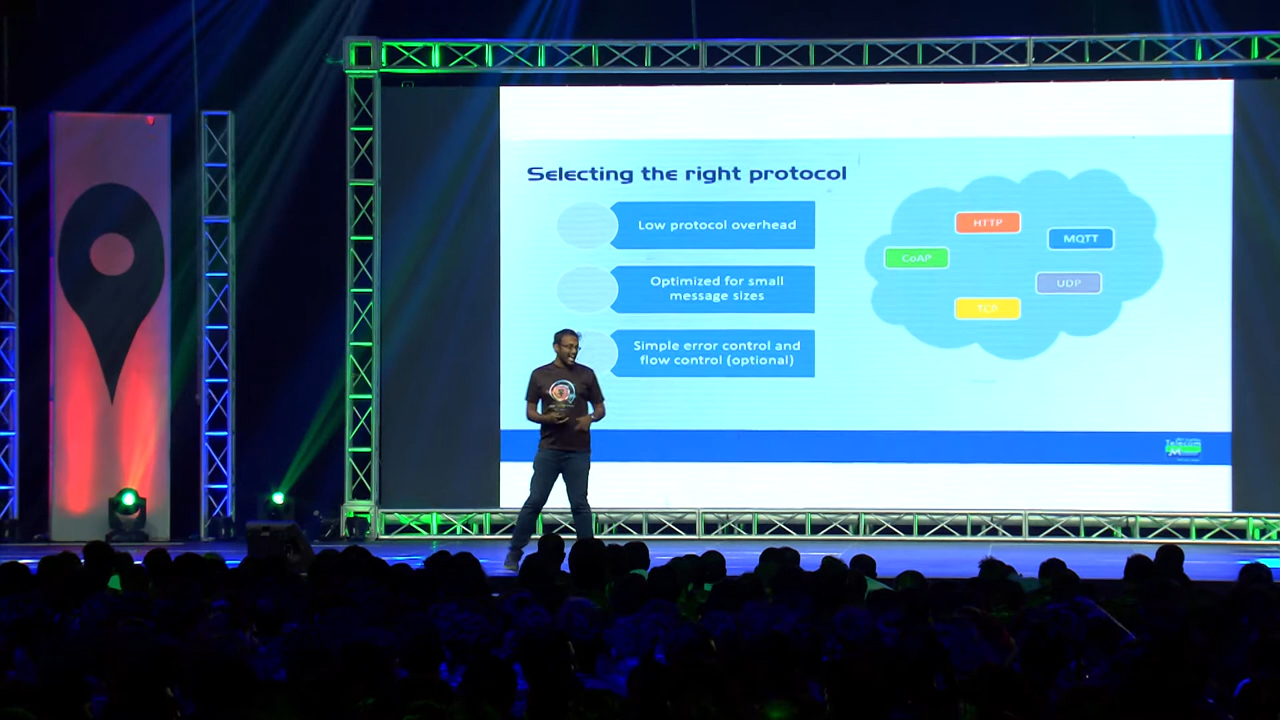 Selecting the right protocol
Low protocol overhead
Optimized for small
message sizes
Simple error control and
flow control (optional)
HTTP
MQTT
CoAP
UDP
TCP
Telecom